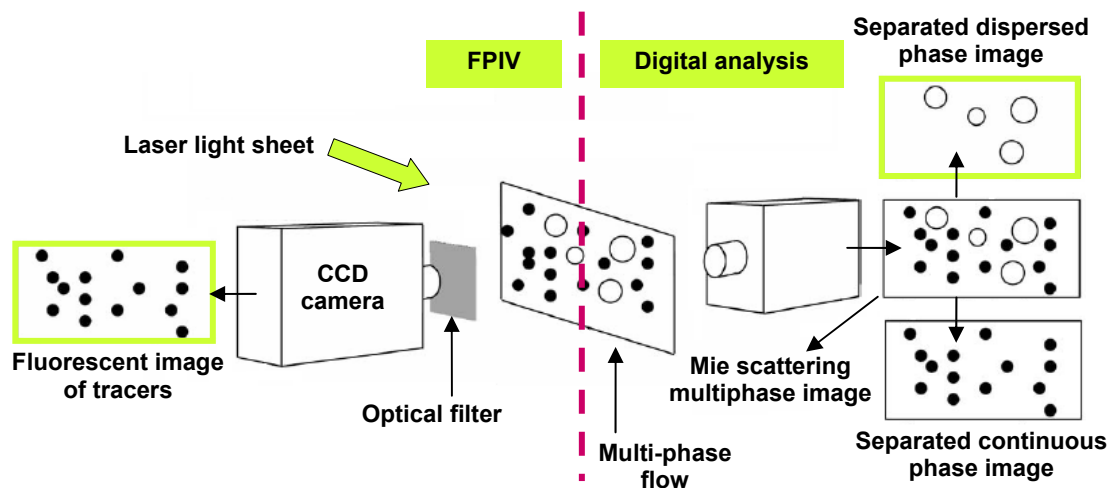 FPIV
Digital analysis
Separated dispersed
phase image
Laser light sheet
CCD
camera
Fluorescent image
of tracers
Optical filter
Multi-phase
flow
Mie scattering
multiphase image
Separated continuous
phase image